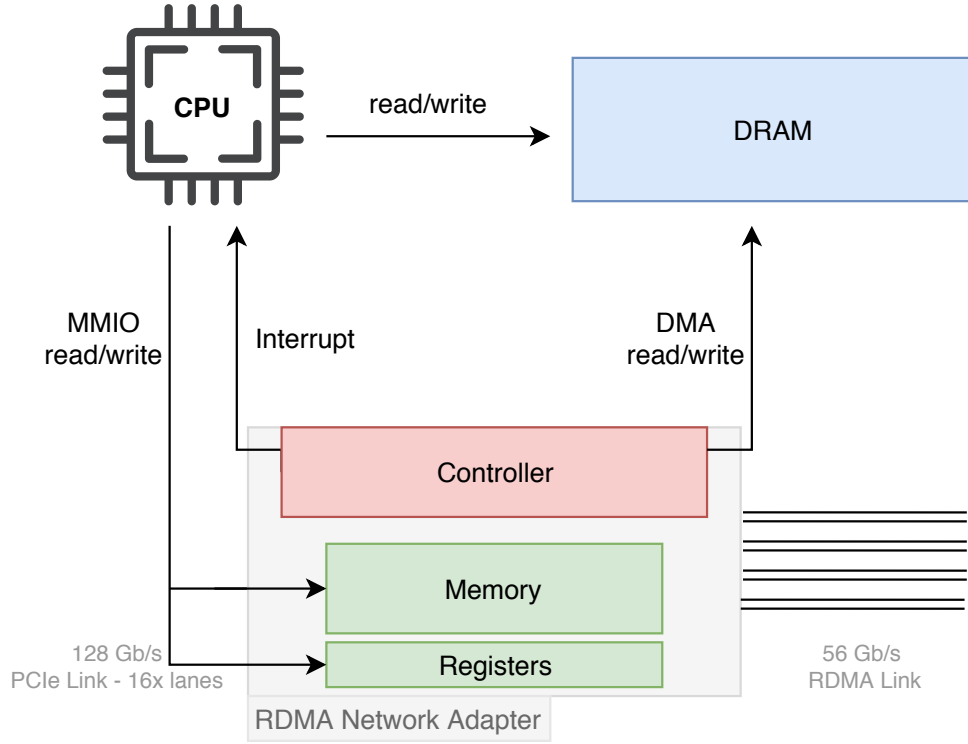 CPU
read/write
DRAM
MMIO
read/write
Interrupt
DMA
read/write
Controller
Memory
Registers
128 Gb/s
PCIe Link - 16x lanes
56 Gb/s
RDMA Link
RDMA Network Adapter